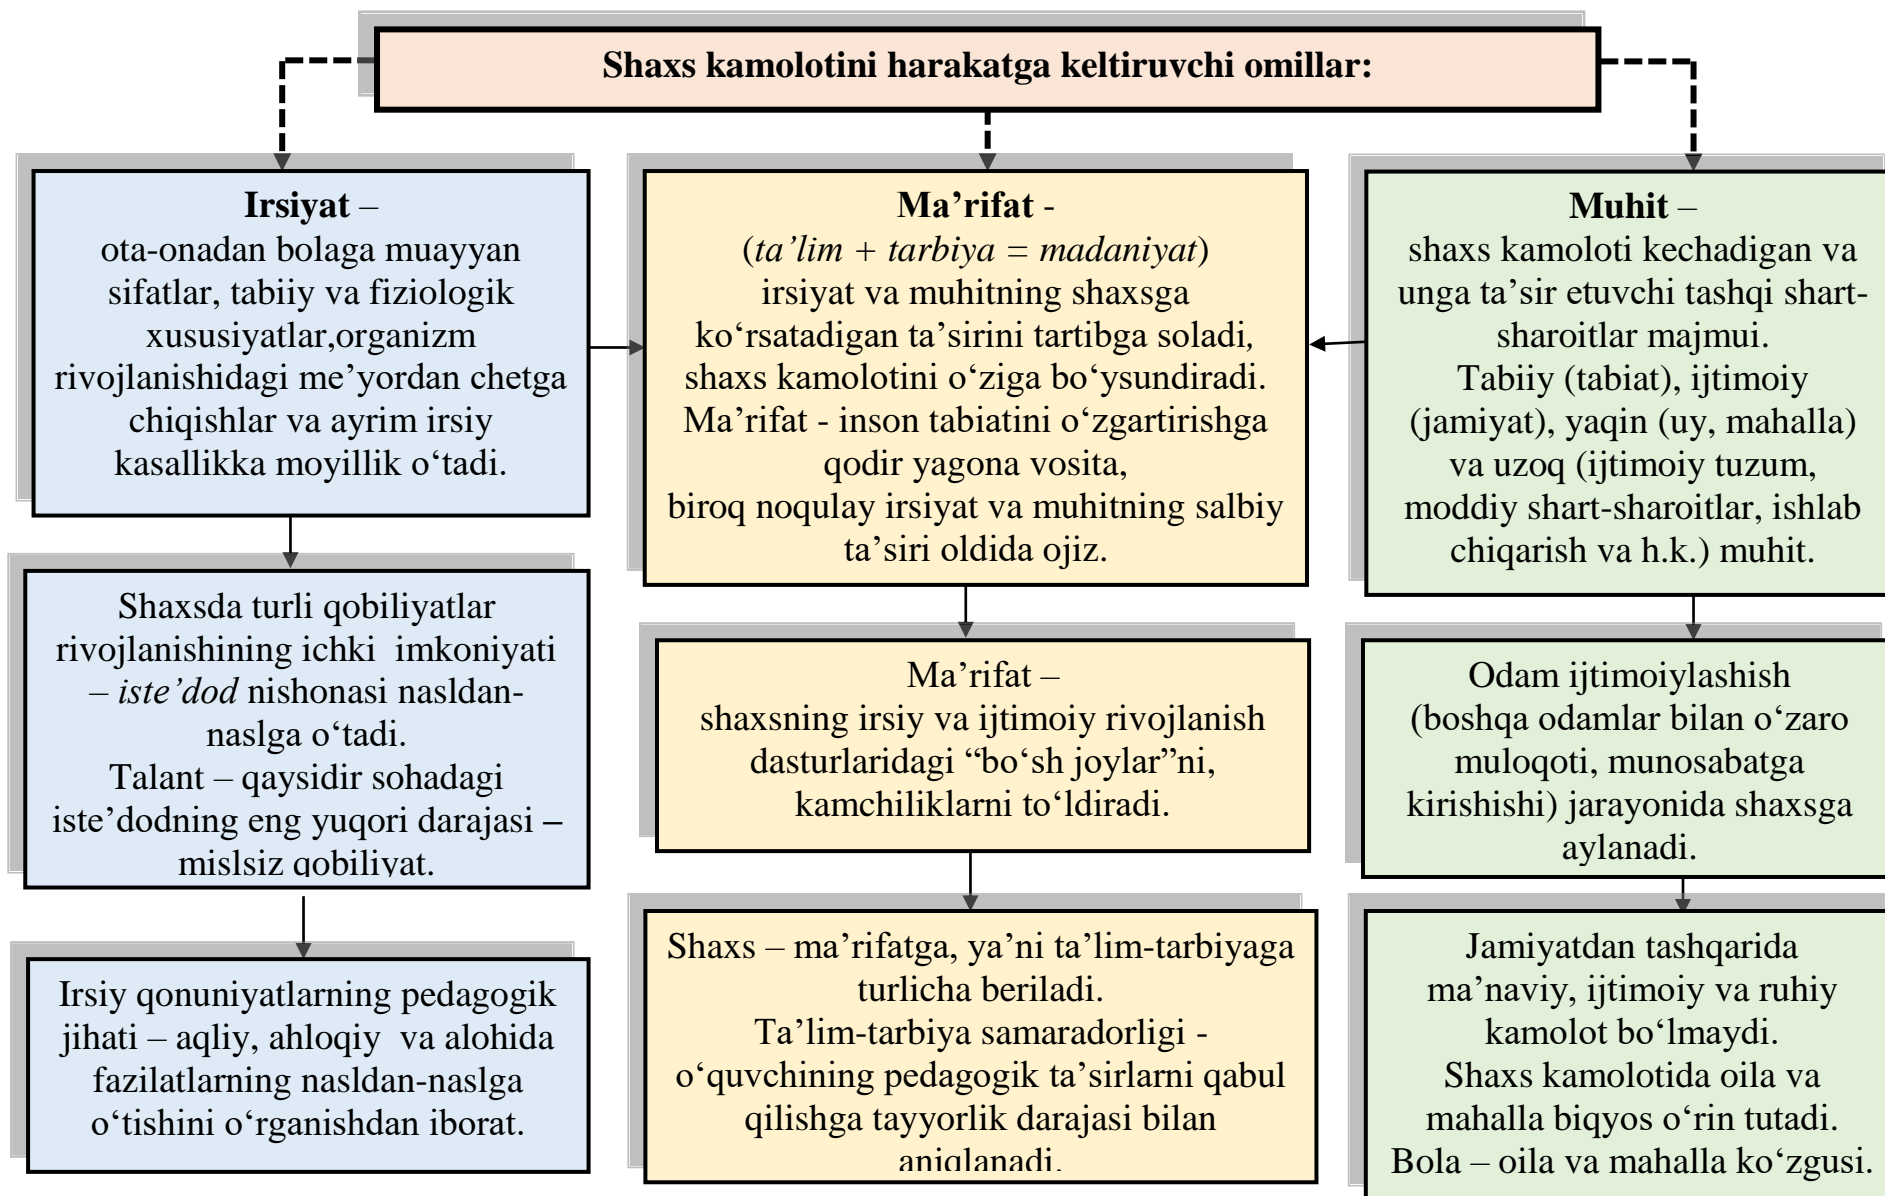 Shaxs kamolotini harakatga keltiruvchi omillar:
Irsiyat –
ota-onadan bolaga muayyan
sifatlar, tabiiy va fiziologik
xususiyatlar,organizm
rivojlanishidagi me’yordan chetga
chiqishlar va ayrim irsiy
kasallikka moyillik o‘tadi.
Shaxsda turli qobiliyatlar
rivojlanishining ichki imkoniyati
– iste’dod nishonasi nasldan-
naslga o‘tadi.
Talant – qaysidir sohadagi
iste’dodning eng yuqori darajasi –
mislsiz qobiliyat.
Irsiy qonuniyatlarning pedagogik
jihati – aqliy, ahloqiy va alohida
fazilatlarning nasldan-naslga
o‘tishini o‘rganishdan iborat.
Ma’rifat -
(ta’lim + tarbiya = madaniyat)
irsiyat va muhitning shaxsga
ko‘rsatadigan ta’sirini tartibga soladi,
shaxs kamolotini o‘ziga bo‘ysundiradi.
Ma’rifat - inson tabiatini o‘zgartirishga
qodir yagona vosita,
biroq noqulay irsiyat va muhitning salbiy
ta’siri oldida ojiz.
Ma’rifat –
shaxsning irsiy va ijtimoiy rivojlanish
dasturlaridagi “bo‘sh joylar”ni,
kamchiliklarni to‘ldiradi.
Shaxs – ma’rifatga, ya’ni ta’lim-tarbiyaga
turlicha beriladi.
Ta’lim-tarbiya samaradorligi -
o‘quvchining pedagogik ta’sirlarni qabul
qilishga tayyorlik darajasi bilan
aniqlanadi.
Muhit –
shaxs kamoloti kechadigan va
unga ta’sir etuvchi tashqi shart-
sharoitlar majmui.
Tabiiy (tabiat), ijtimoiy
(jamiyat), yaqin (uy, mahalla)
va uzoq (ijtimoiy tuzum,
moddiy shart-sharoitlar, ishlab
chiqarish va h.k.) muhit.
Odam ijtimoiylashish
(boshqa odamlar bilan o‘zaro
muloqoti, munosabatga
kirishishi) jarayonida shaxsga
aylanadi.
Jamiyatdan tashqarida
ma’naviy, ijtimoiy va ruhiy
kamolot bo‘lmaydi.
Shaxs kamolotida oila va
mahalla biqyos o‘rin tutadi.
Bola – oila va mahalla ko‘zgusi.